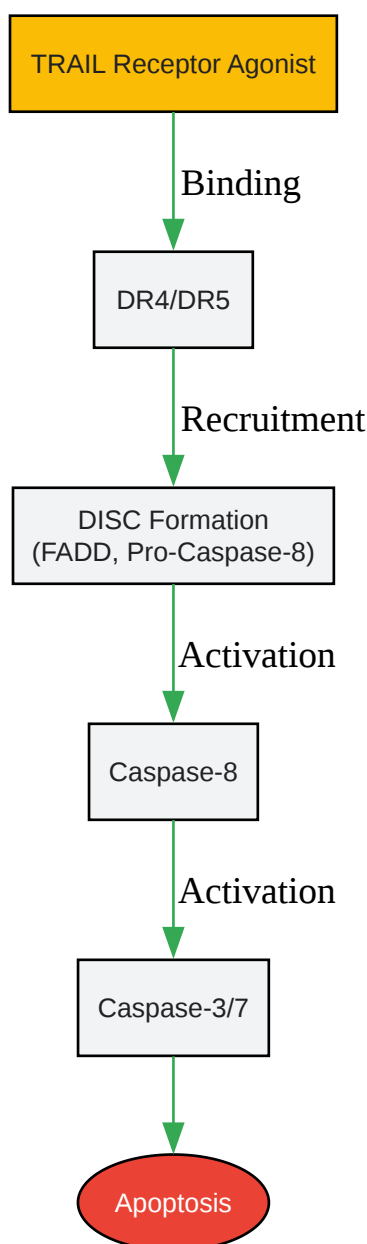 TRAIL Receptor Agonist
Binding
DR4/DR5
Recruitment
DISC Formation
(FADD, Pro-Caspase-8)
Activation
Caspase-8
Activation
Caspase-3/7
Apoptosis